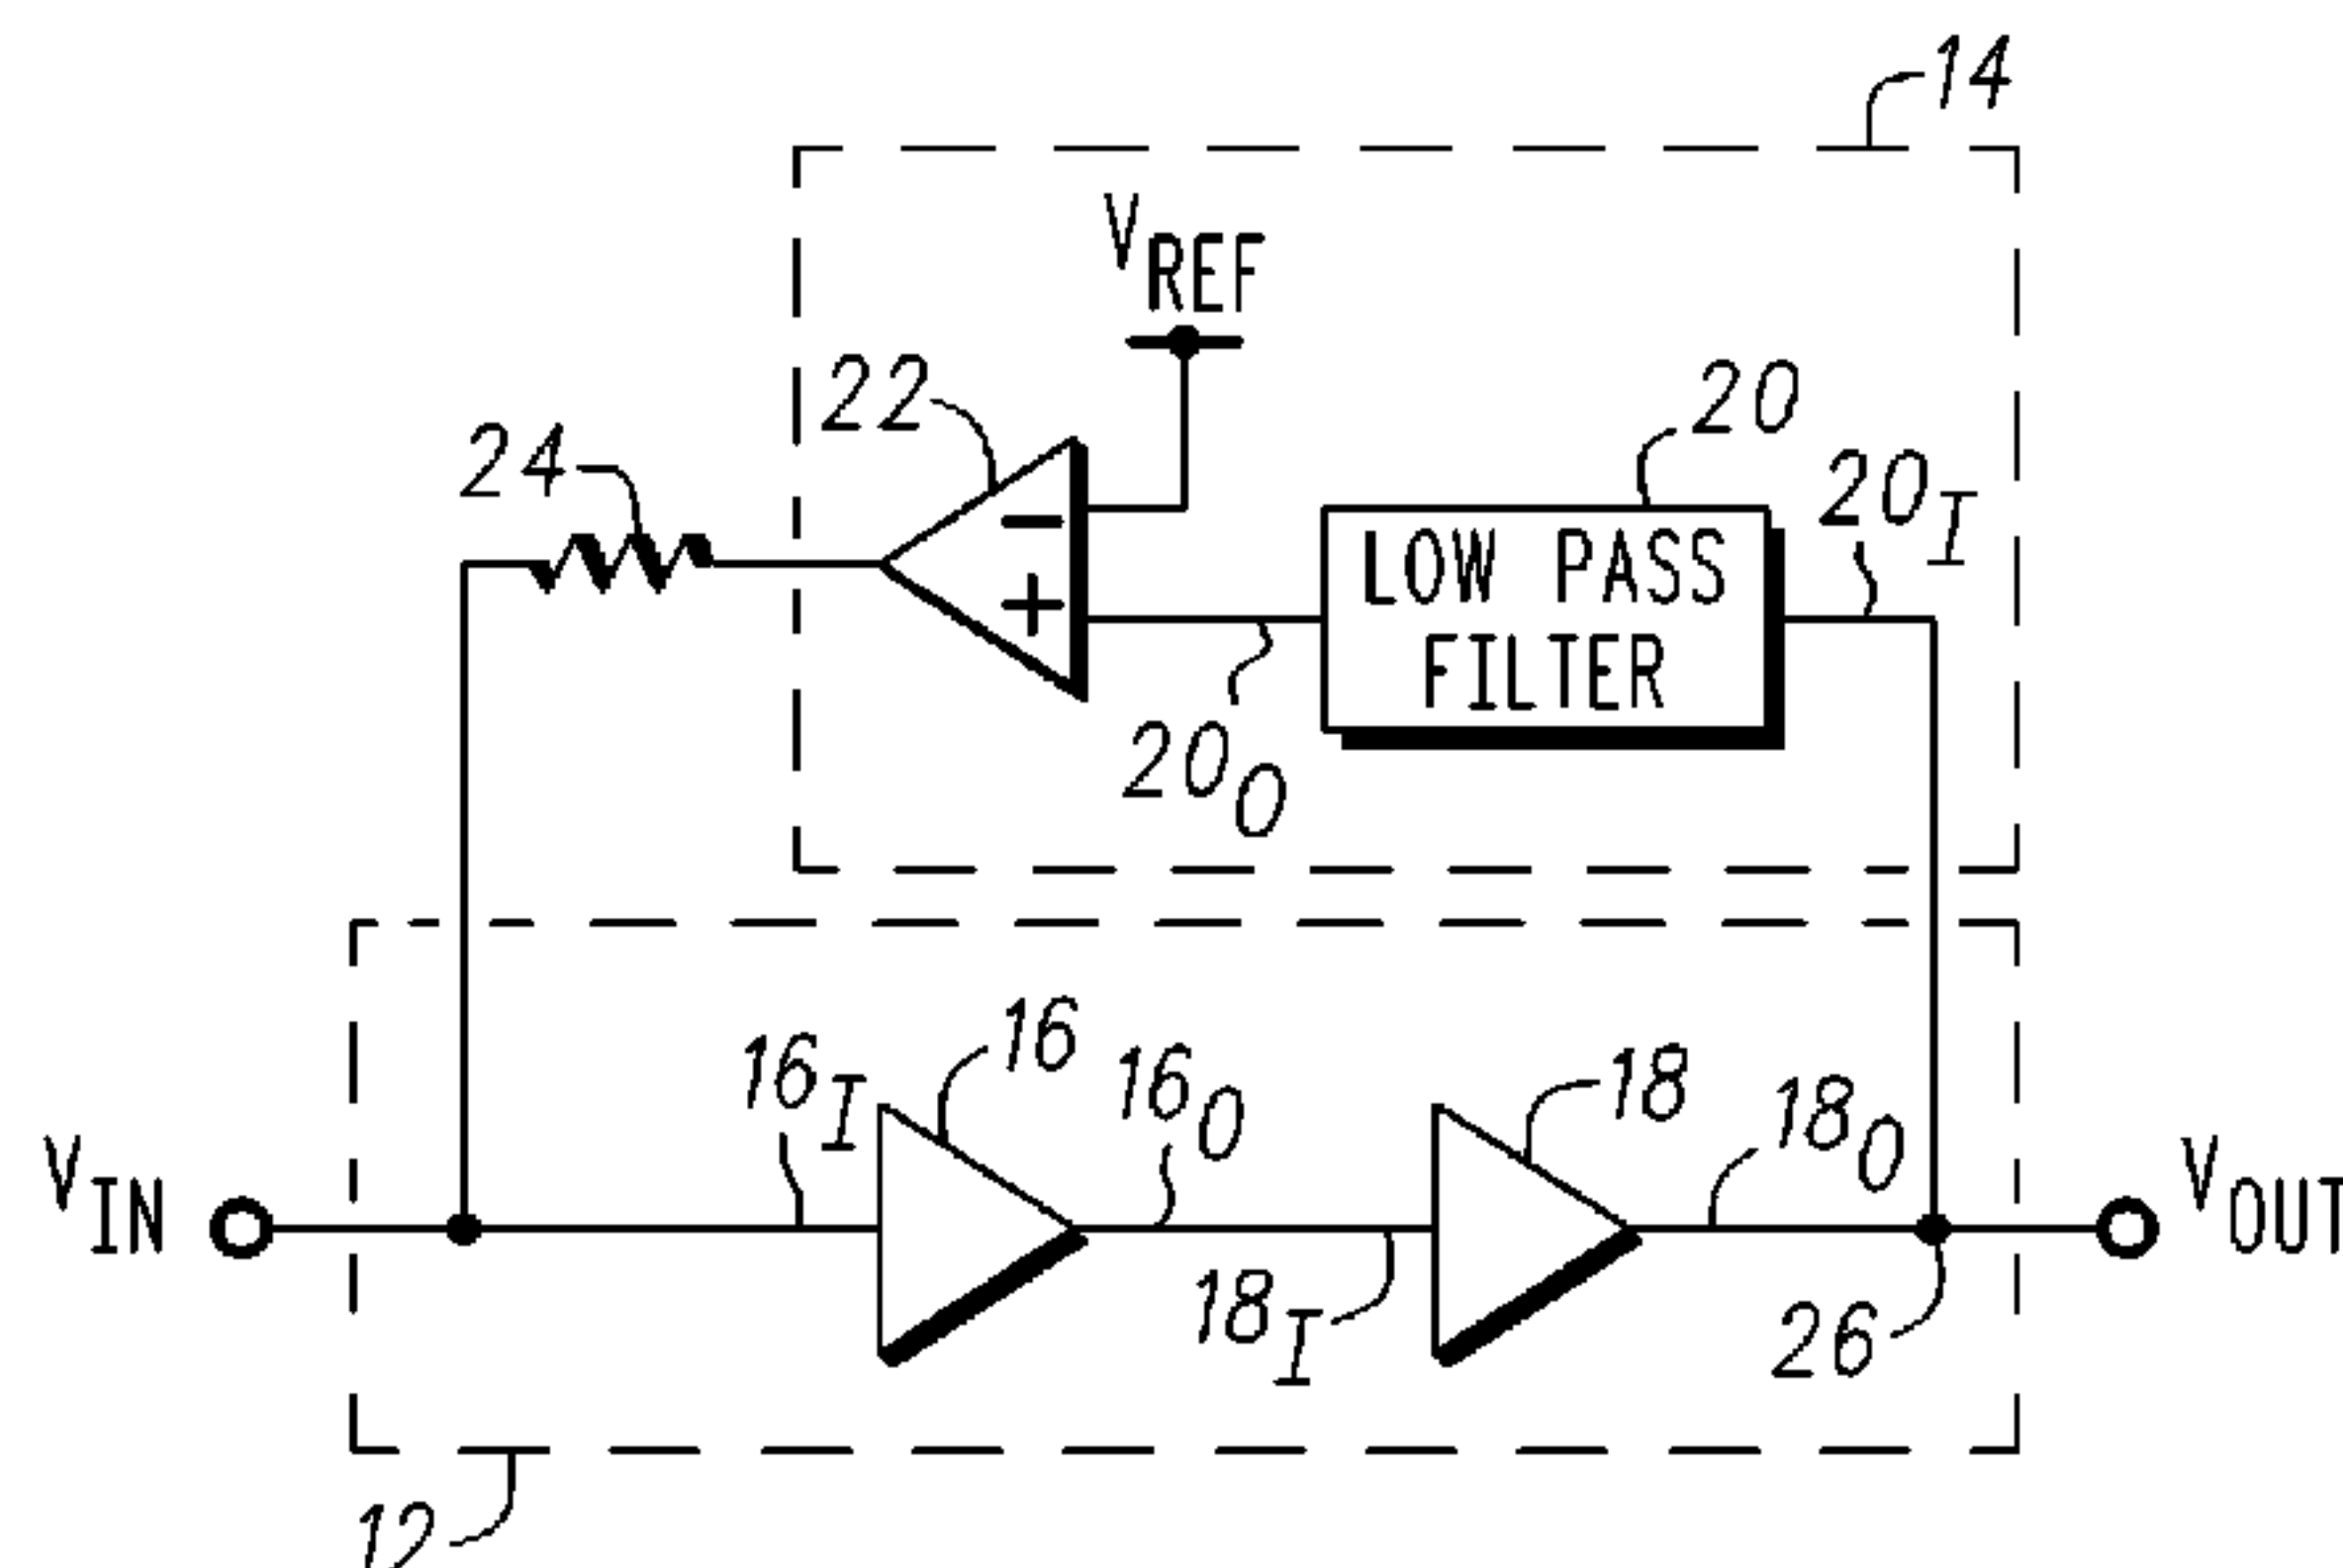 14
VREF
22
20
24
20I
LOW PASS
FILTER
20O
16I
16
16O
18
18O
VIN
VOUT
18I
26
12